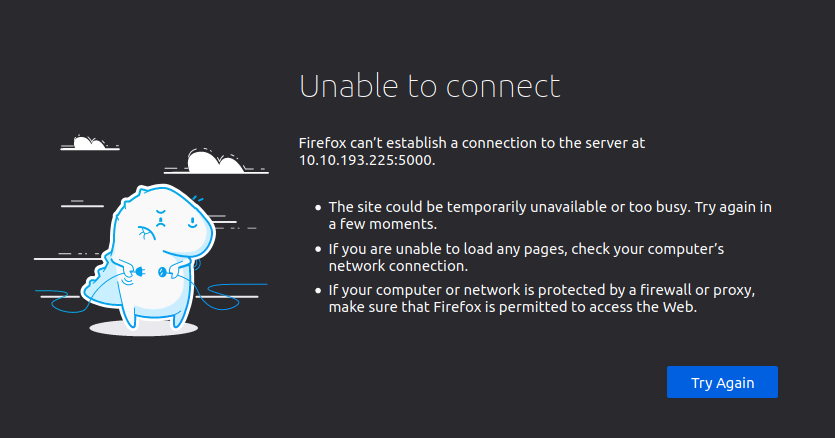 Unable to connect
Firefox can’t establish a connection to the server at
10.10.193.225:5000.
• The site could be temporarily unavailable or too busy. Try again in
a few moments.
• If you are unable to load any pages, check your computer’s
network connection.
• If your computer or network is protected by a firewall or proxy,
make sure that Firefox is permitted to access the Web.
Try Again